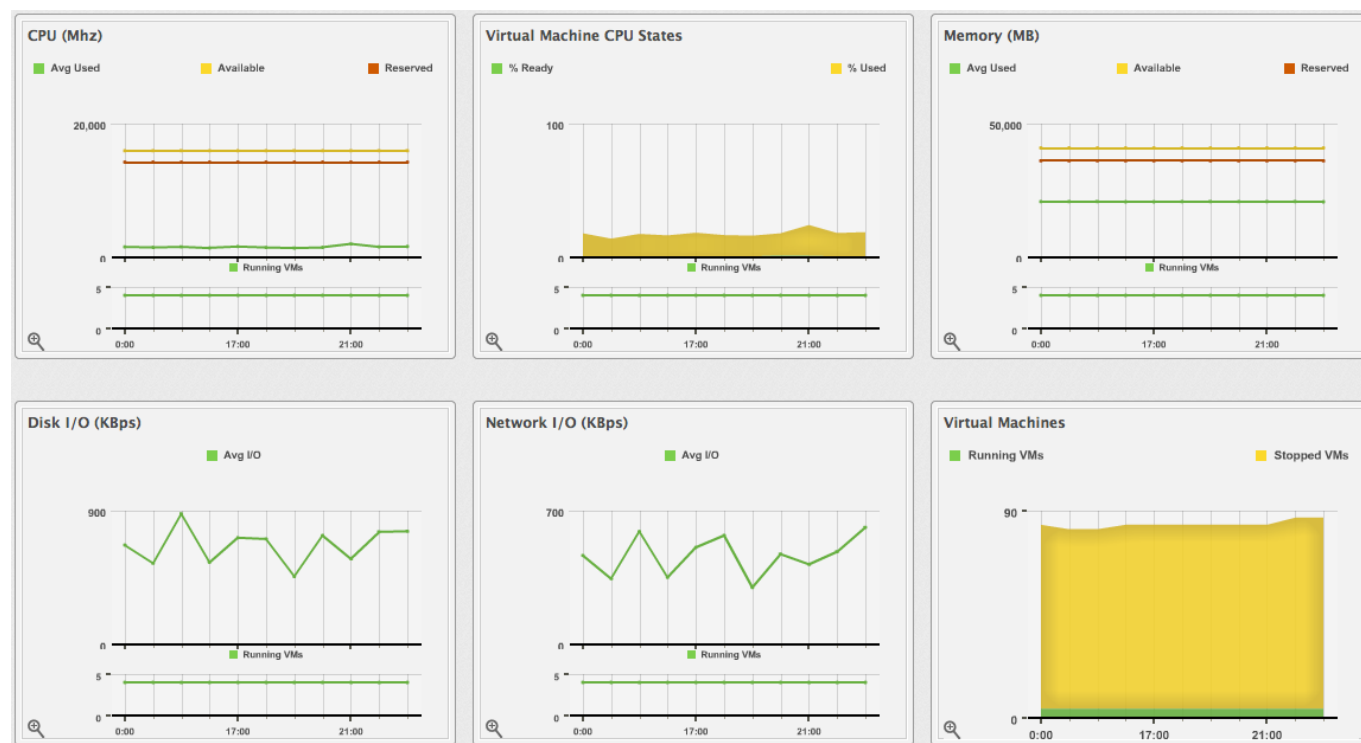 CPU (Mhz)
Avg Used Available Reserved
20,000
0
Running VMs
5
0
0:00 17:00 21:00
Virtual Machine CPU States
% Ready % Used
100
0
Running VMs
5
0
0:00 17:00 21:00
Memory (MB)
Avg Used Available Reserved
50,000
0
Running VMs
5
0
0:00 17:00 21:00
Disk I/O (KBps)
Avg I/O
900
0
Running VMs
5
0
0:00 17:00 21:00
Network I/O (KBps)
Avg I/O
700
0
Running VMs
5
0
0:00 17:00 21:00
Virtual Machines
Running VMs Stopped VMs
90
0
0:00 17:00 21:00